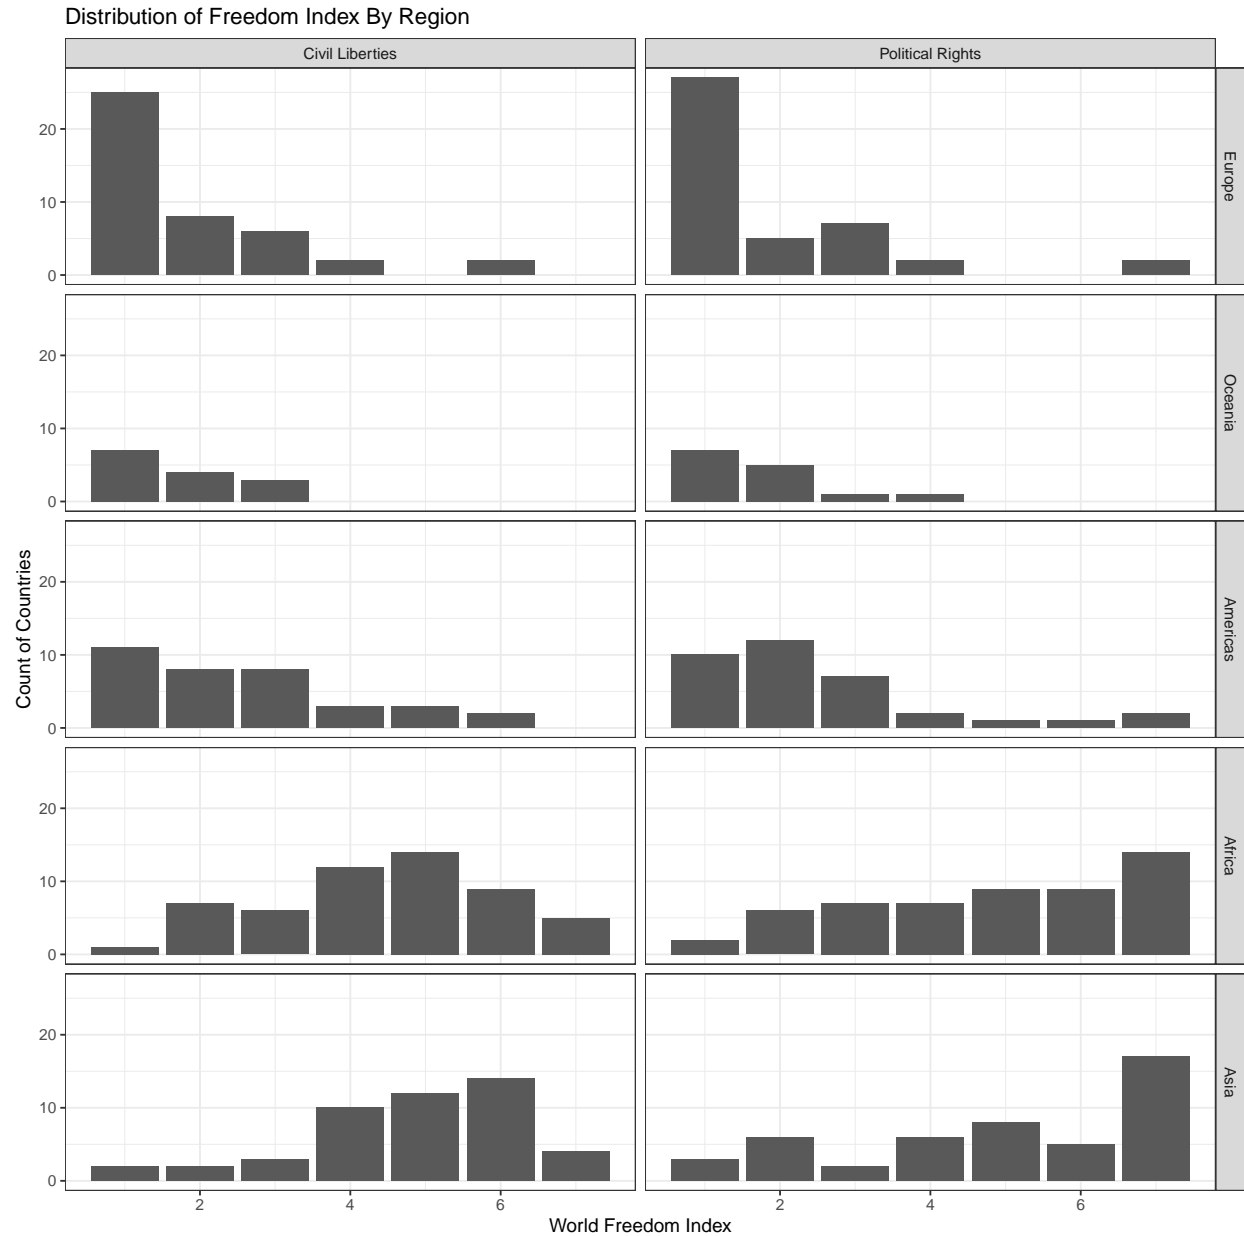 Distribution of Freedom Index By Region
Civil Liberties
Political Rights
20
10
0
Europe
20
10
0
Oceania
Count of Countries
20
10
0
Americas
20
10
0
Africa
20
10
0
Asia
2
4
6
2
4
6
World Freedom Index